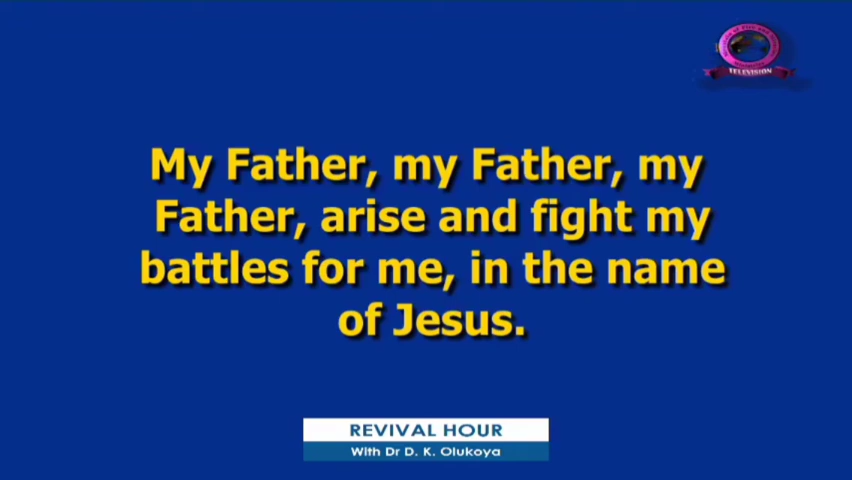 TELEVISION
My Father, my Father, my
Father, arise and fight my
battles for me, in the name
of Jesus.
REVIVAL HOUR
With Dr D. K. Olukoya